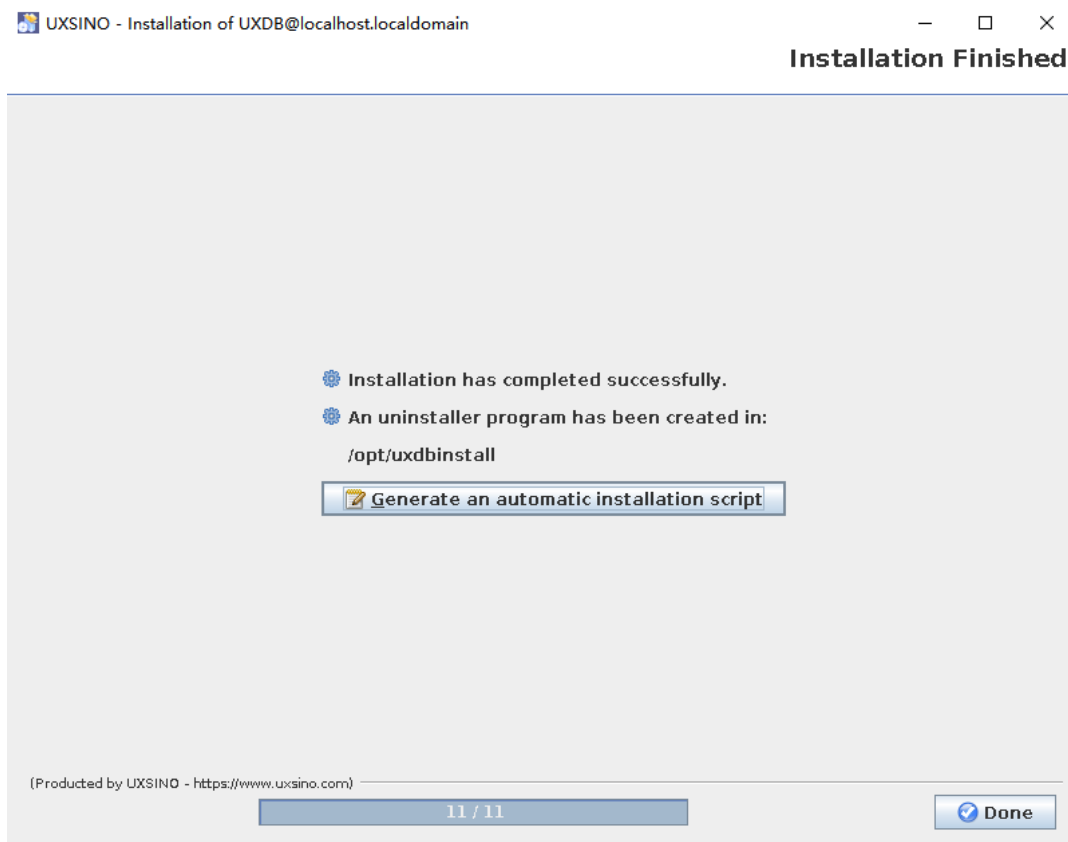 UXSINO - Installation of UXDB@localhost.localdomain
Installation Finished
Installation has completed successfully.
An uninstaller program has been created in:
/opt/uxdbinstall
Generate an automatic installation script
(Producted by UXSINO - https://www.uxsino.com)
11 / 11
Done